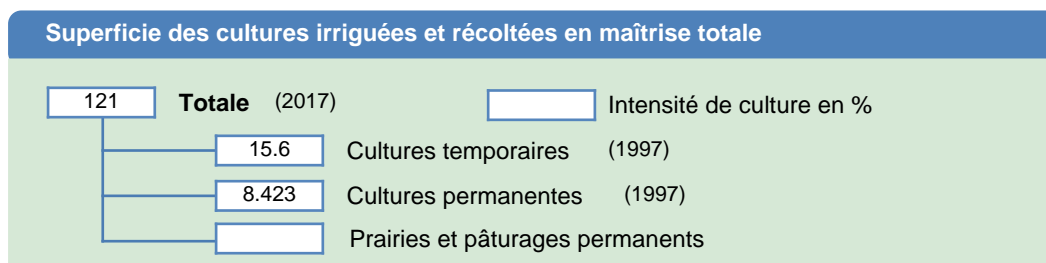 Superficie des cultures irriguées et récoltées en maîtrise totale
121 Totale (2017) Intensité de culture en %
15.6 Cultures temporaires (1997)
8.423 Cultures permanentes (1997)
Prairies et pâturages permanents